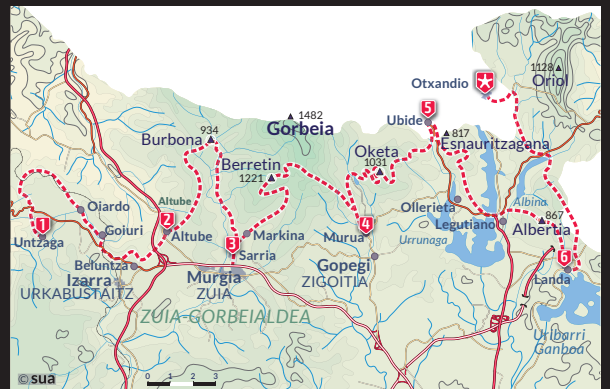 1128
Oriol
Otxandio
1482
Gorbeia
5
Ubide
934
Burbona
817
Esnauritzagana
Oketa
1031
Berretin
1221
Altube
Oiardo
2
Altube
Goiuri
1
Untzaga
Markina
3
Sarria
Murua
4
Ollerieta
Albina
Legutiano
867
Albertia
Urrunaga
Beluntza
Izarra
URKABUSTAITZ
Murgia
ZUIA
Gopegi
ZIGOITIA
6
Landa
ZUIA-GORBEIALDEA
Uribarri
Ganboa
© sua
0 1 2 3